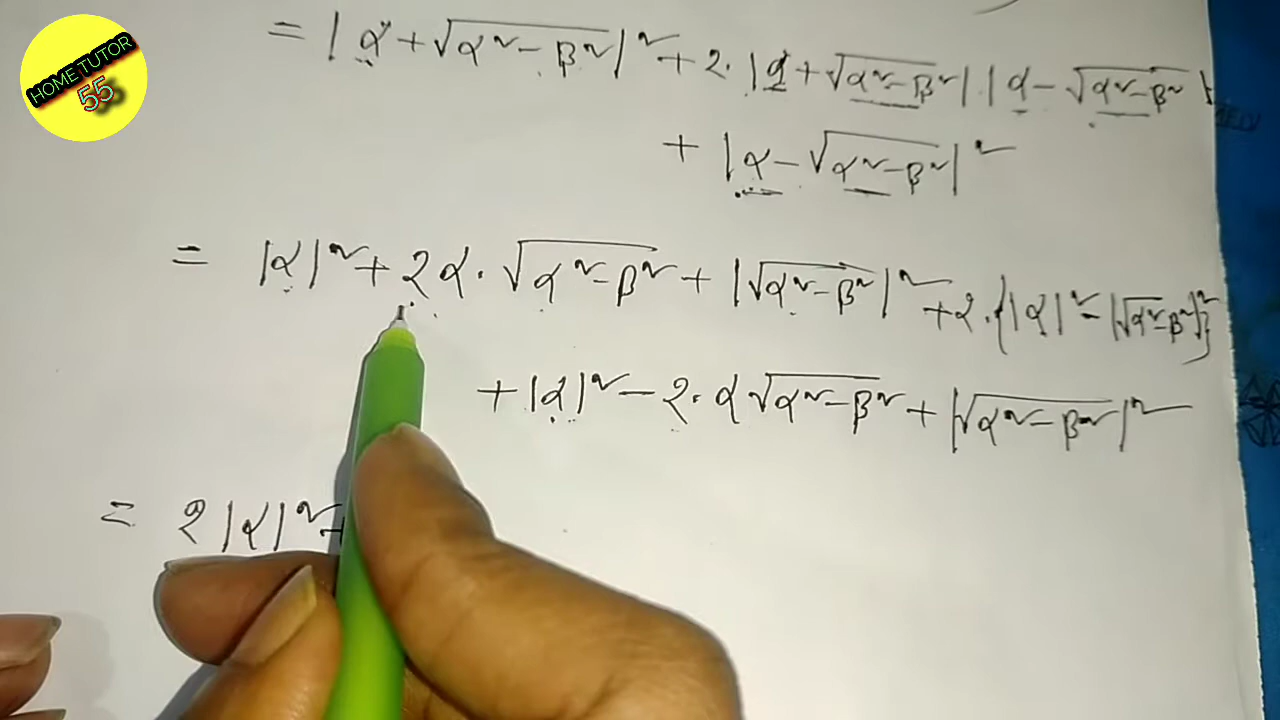 HOME TUTOR
55
= |α + √α² - β²|² + 2. |α + √α² - β²| |α - √α² - β²|
+ |α - √α² - β²|²
= |α|² + 2α · √α² - β² + |√α² - β²|² + 2·{|α|² - |√α² - β²|²}
+ |α|² - 2· α √α² - β² + |√α² - β²|²
= 2|α|² +